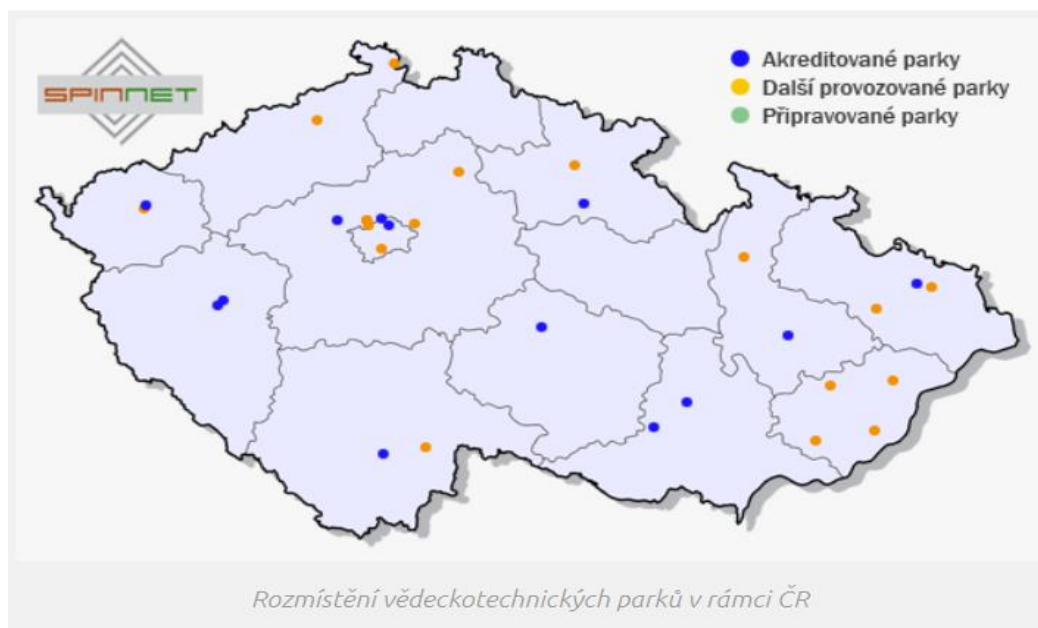 SPINNET
Akreditované parky
Další provozované parky
Připravované parky
Rozmístění vědeckotechnických parků v rámci ČR